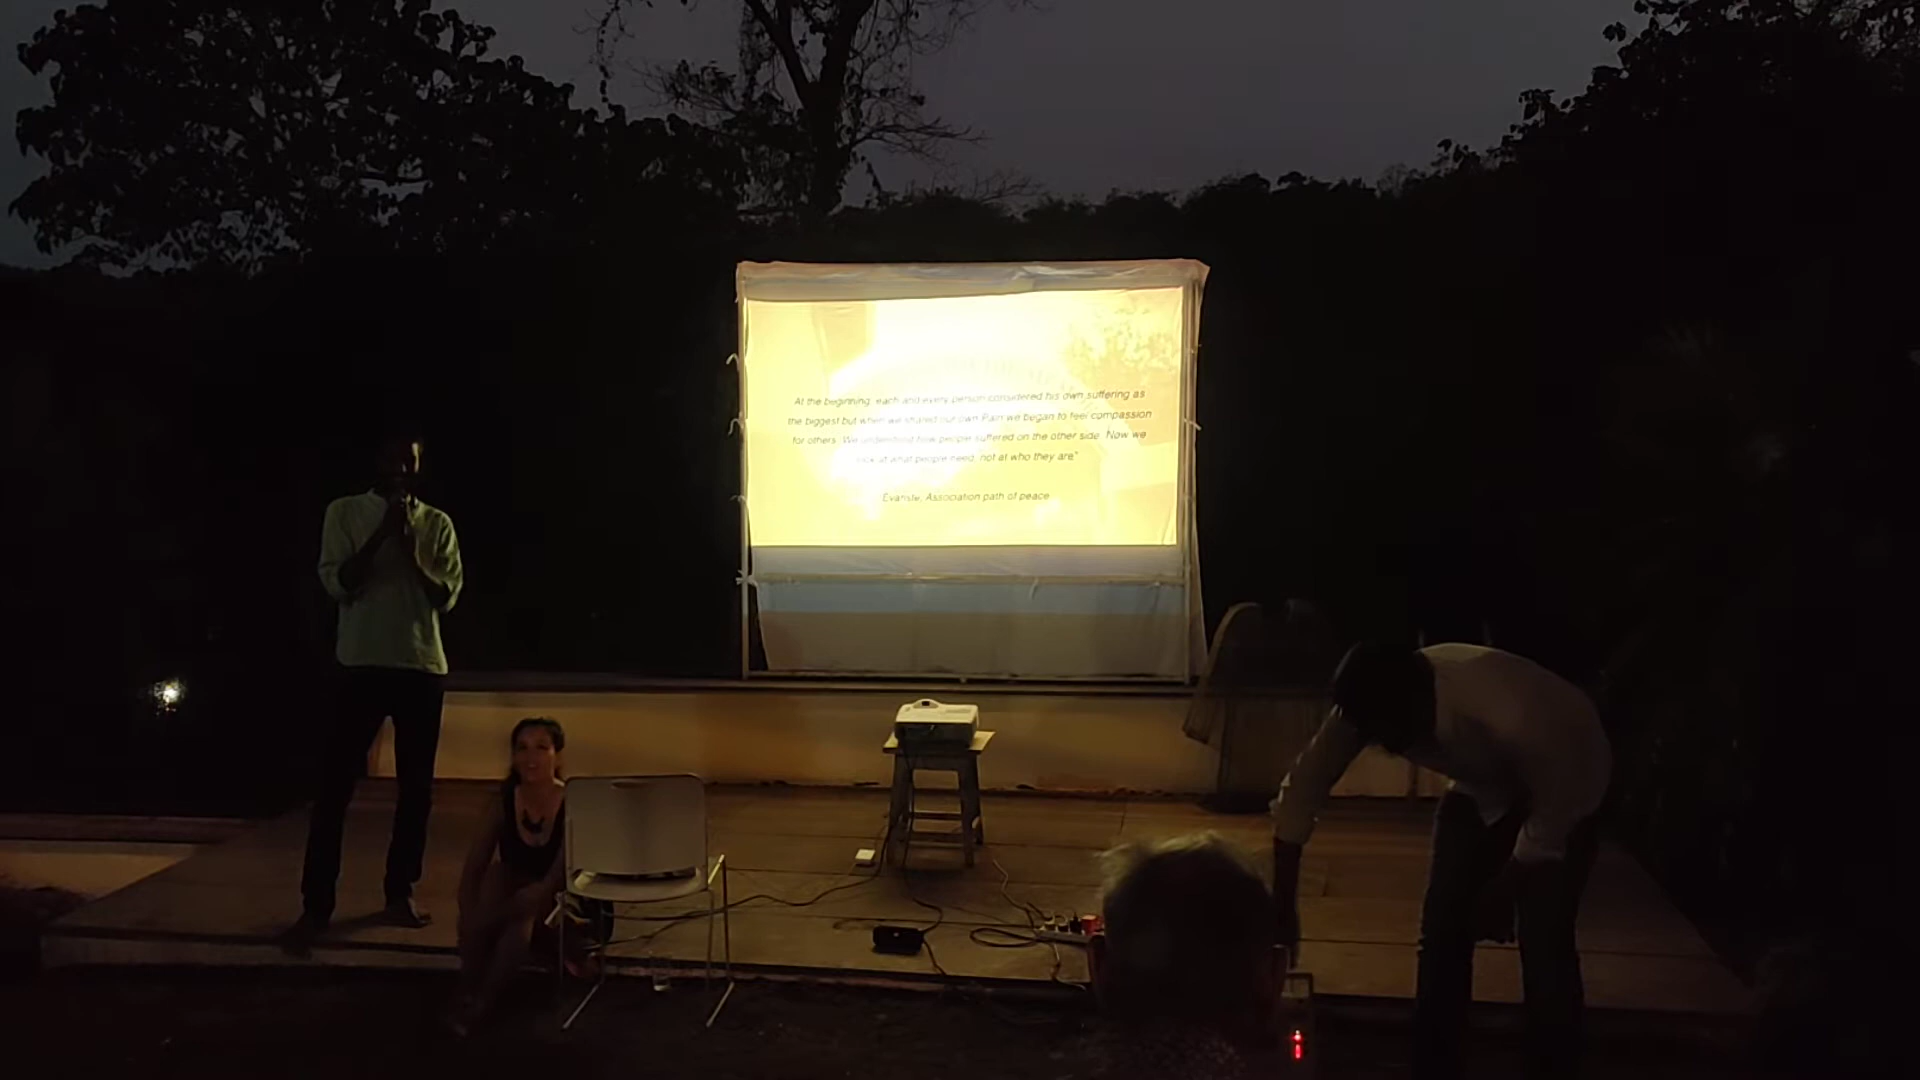 At the beginning, each and every person considered his own suffering as
the biggest but when we shared our own Pain we began to feel compassion
for others. We understood how people suffered on the other side. Now we
look at what people need, not at who they are"
Evariste, Association path of peace